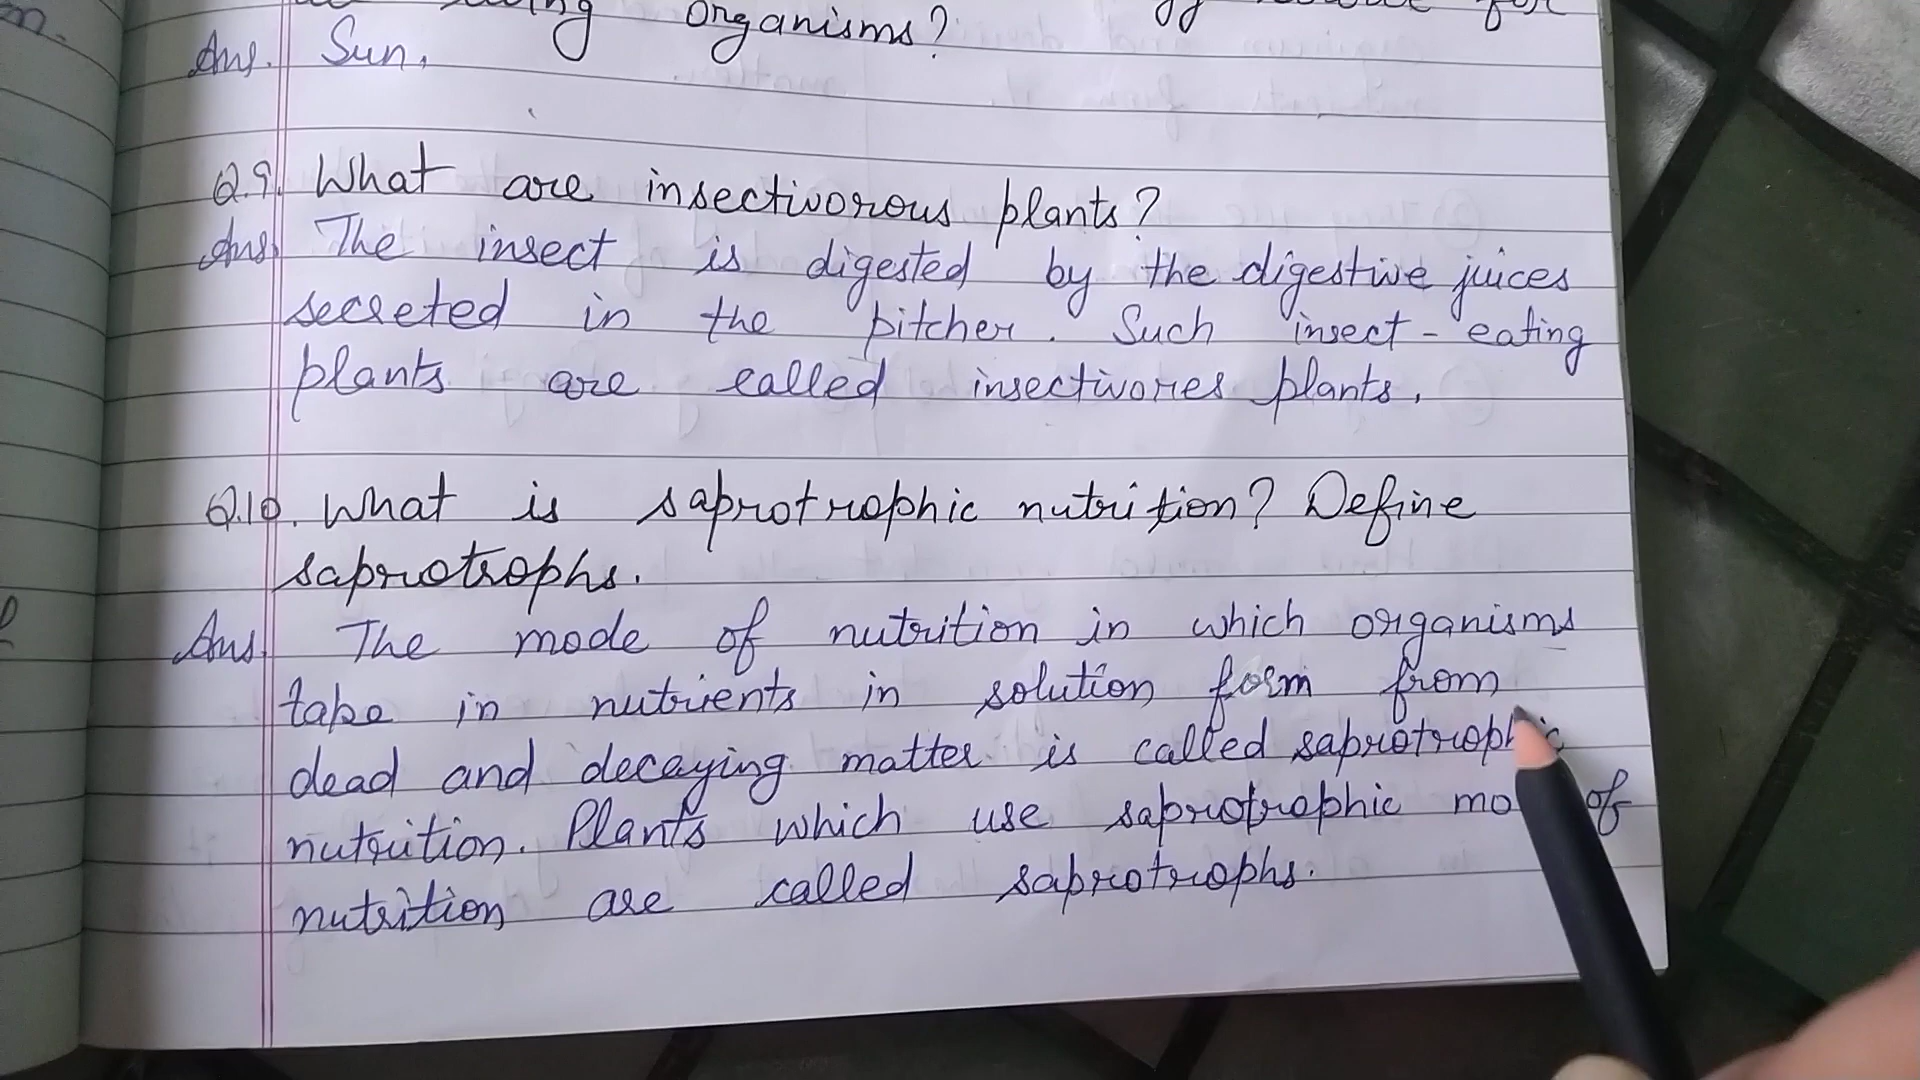 organisms? for
Ans. Sun.
Q.9. What are insectivorous plants?
Ans. The insect is digested by the digestive juices
secreted in the pitcher. Such insect-eating
plants are called insectivores plants.
Q.10. What is saprotrophic nutrition? Define
saprotrophs.
Ans. The mode of nutrition in which organisms
take in nutrients in solution form from
dead and decaying matter is called saprotrophic
nutrition. Plants which use saprotrophic mo of
nutrition are called saprotrophs.